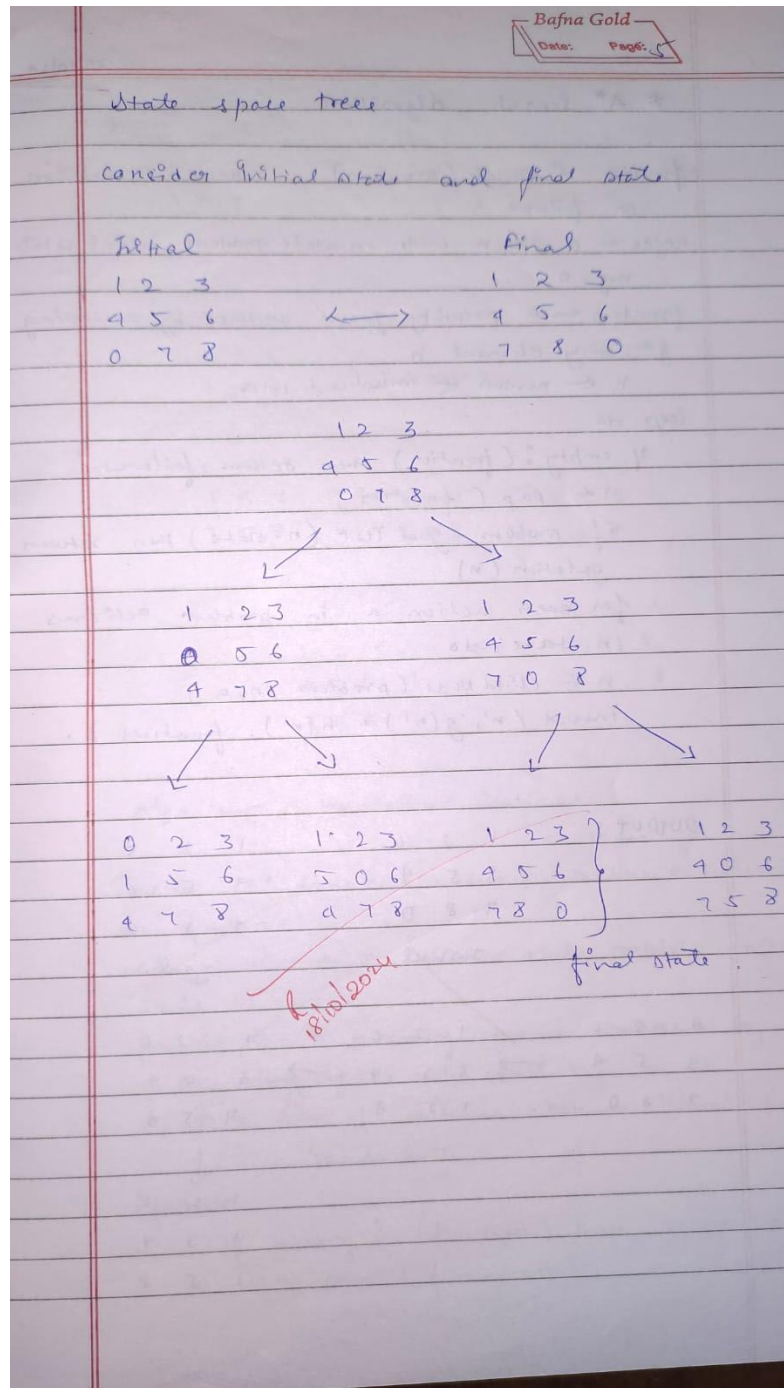 Bafna Gold
Date: Page: 5
State space tree
Consider Initial state and final state
Initial Final
1 2 3 1 2 3
4 5 6 4 5 6
0 7 8 7 8 0
1 2 3
4 5 6
0 7 8
1 2 3 1 2 3
0 5 6 4 5 6
4 7 8 7 0 8
0 2 3 1 2 3 1 2 3 1 2 3
1 5 6 5 0 6 4 5 6 4 0 6
4 7 8 4 7 8 7 8 0 7 5 8
final state.
18/10/2024